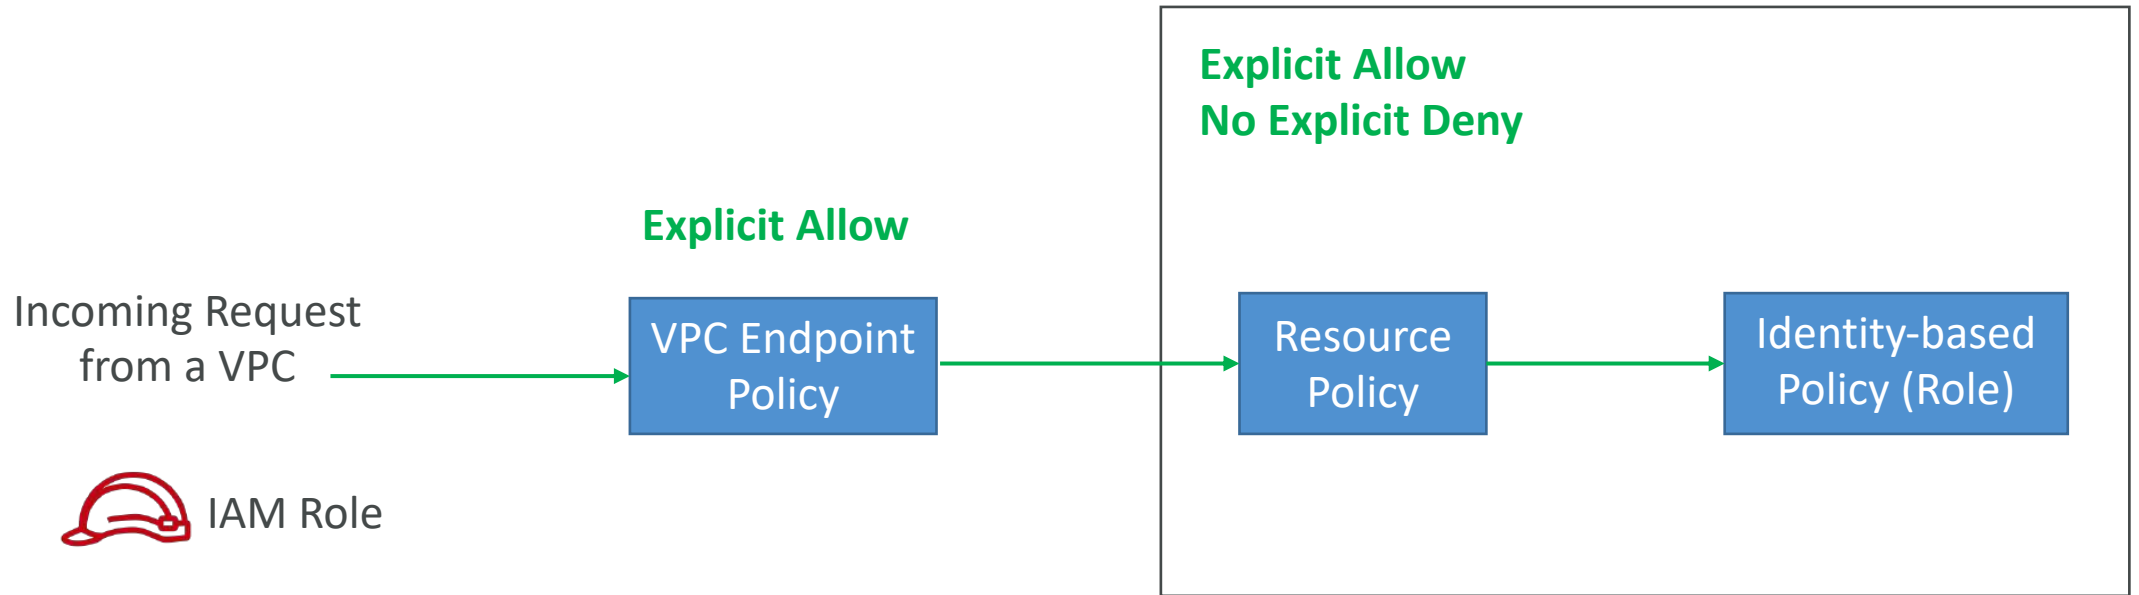 Explicit Allow
No Explicit Deny
Explicit Allow
Incoming Request
from a VPC
VPC Endpoint
Policy
Resource
Policy
Identity-based
Policy (Role)
IAM Role